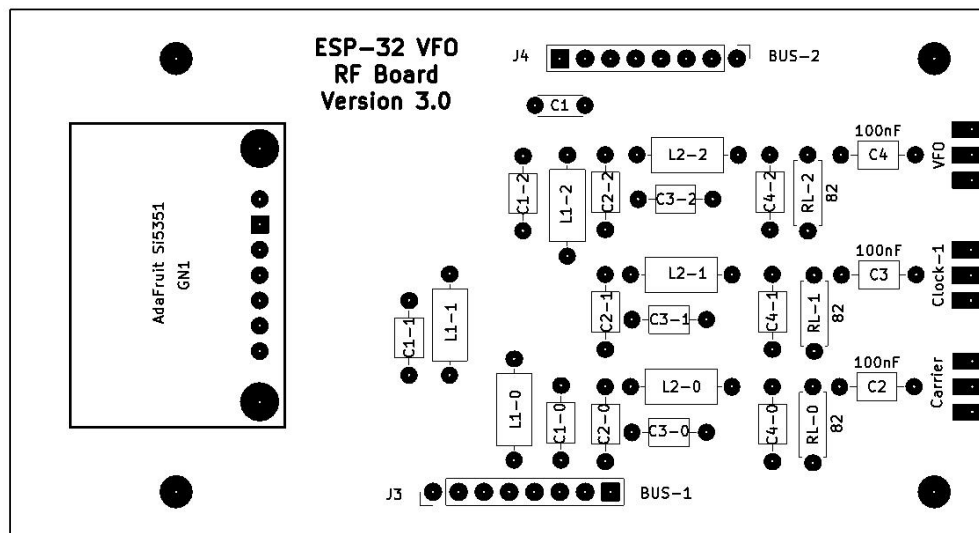 ESP-32 VFO
RF Board
Version 3.0
J4
BUS-2
C1
AdaFruit Si5351
GN1
100nF
C4
VFO
L2-2
C1-2
L1-2
C2-2
C3-2
C4-2
RL-2
82
100nF
C3
Clock-1
L2-1
C1-1
L1-1
C2-1
C3-1
C4-1
RL-1
82
100nF
C2
Carrier
L2-0
L1-0
C1-0
C2-0
C3-0
C4-0
RL-0
82
J3
BUS-1